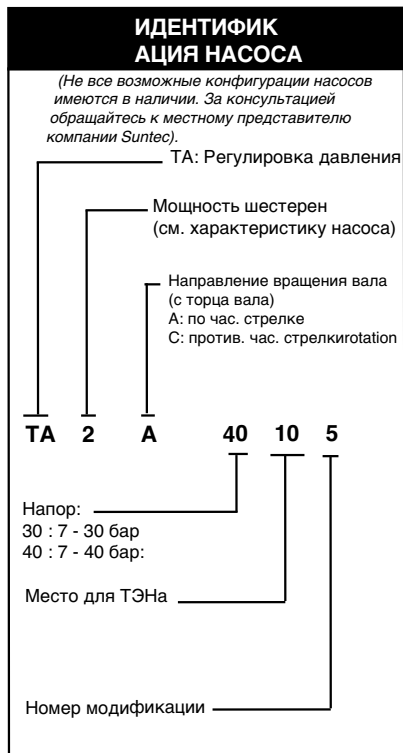 ИДЕНТИФИК
АЦИЯ НАСОСА
(Не все возможные конфигурации насосов
имеются в наличии. За консультацией
обращайтесь к местному представителю
компании Suntec).
TA: Регулировка давления
Мощность шестерен
(см. характеристику насоса)
Направление вращения вала
(с торца вала)
A: по час. стрелке
C: против. час. стрелкиrotation
TA 2 A 40 10 5
Напор:
30 : 7 - 30 бар
40 : 7 - 40 бар:
Место для ТЭНа
Номер модификации